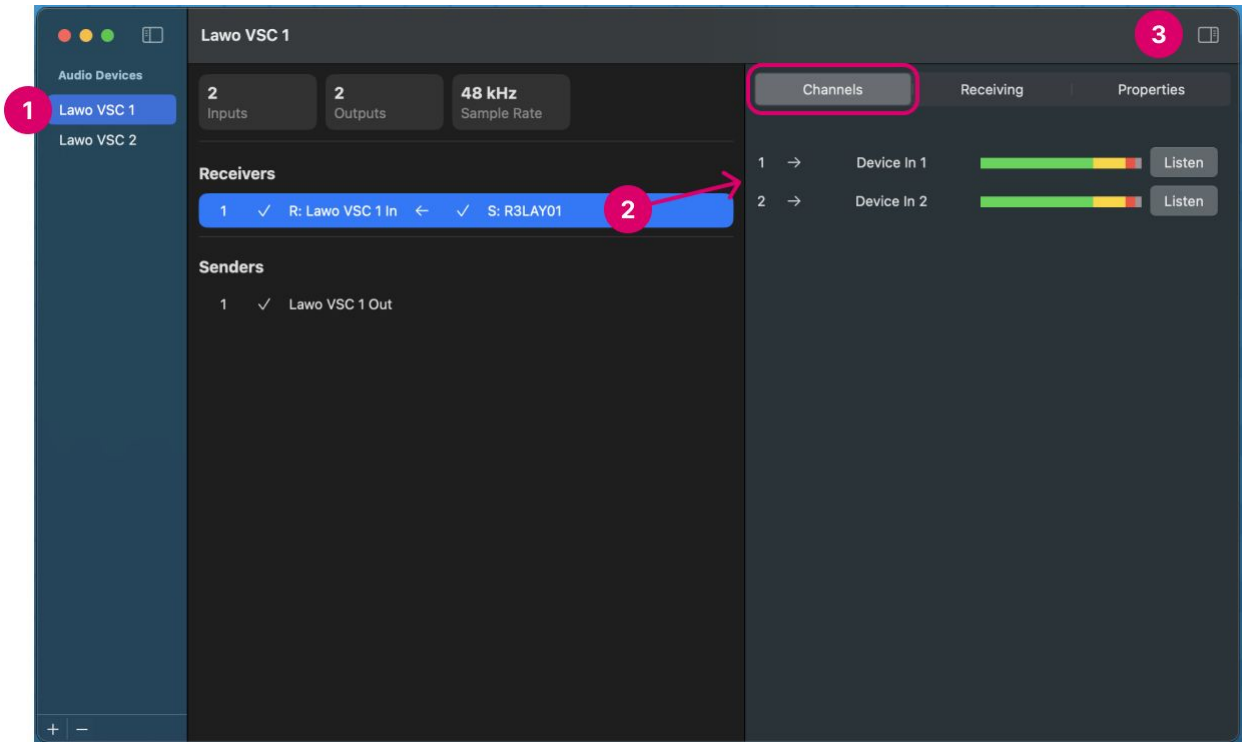 Lawo VSC 1
3
Audio Devices
1
Lawo VSC 1
Lawo VSC 2
2
Inputs
2
Outputs
48 kHz
Sample Rate
Receivers
1 ✓ R: Lawo VSC 1 In ← ✓ S: R3LAY01
2
Senders
1 ✓ Lawo VSC 1 Out
Channels Receiving Properties
1 → Device In 1 Listen
2 → Device In 2 Listen
+ −